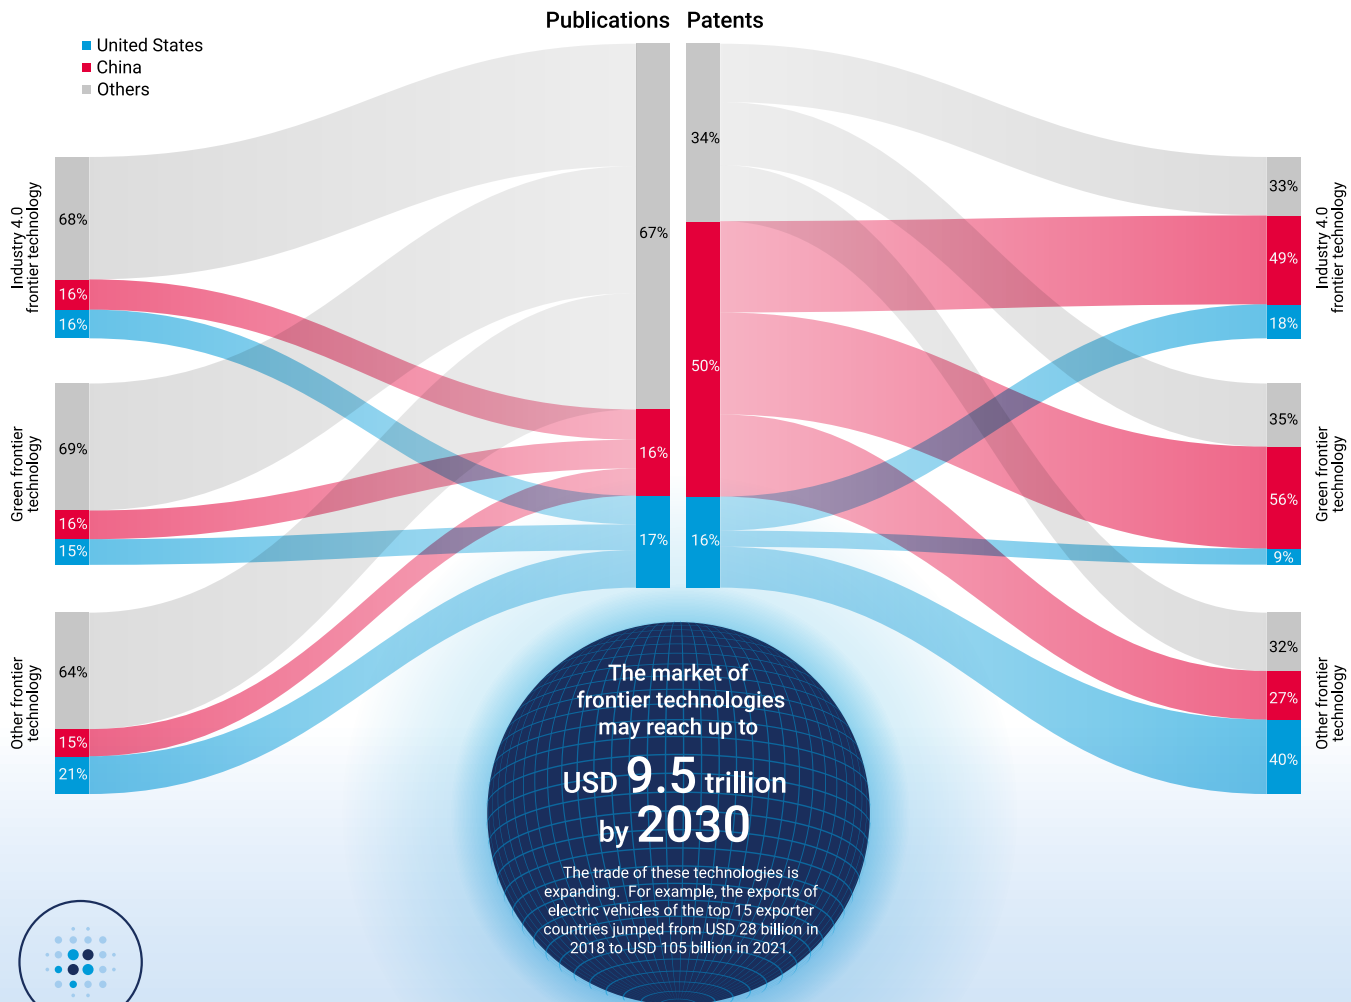 Publications Patents
United States
China
Others
Industry 4.0
frontier technology
68%
16%
16%
Green frontier
technology
69%
16%
15%
Other frontier
technology
64%
15%
21%
67%
16%
17%
34%
50%
16%
33%
49%
18%
Industry 4.0
frontier technology
35%
56%
9%
Green frontier
technology
32%
27%
40%
Other frontier
technology
The market of
frontier technologies
may reach up to
USD 9.5 trillion
by 2030
The trade of these technologies is
expanding. For example, the exports of
electric vehicles of the top 15 exporter
countries jumped from USD 28 billion in
2018 to USD 105 billion in 2021.